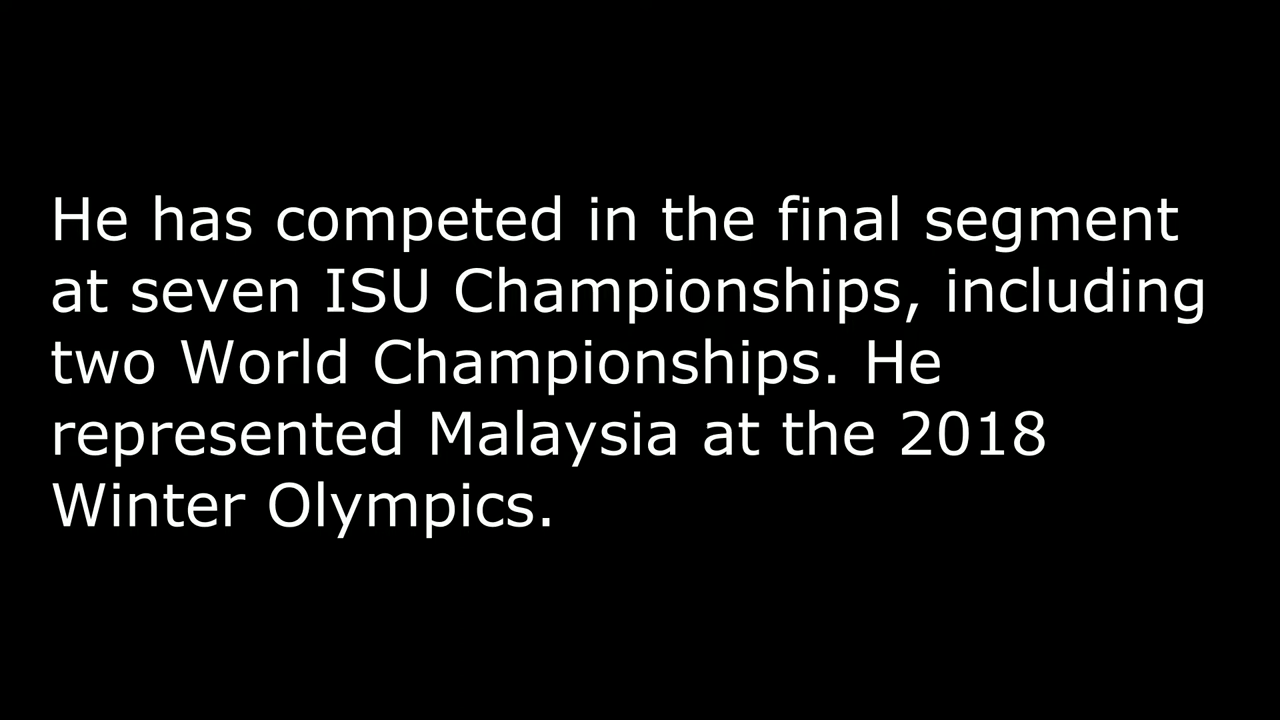 He has competed in the final segment
at seven ISU Championships, including
two World Championships. He
represented Malaysia at the 2018
Winter Olympics.